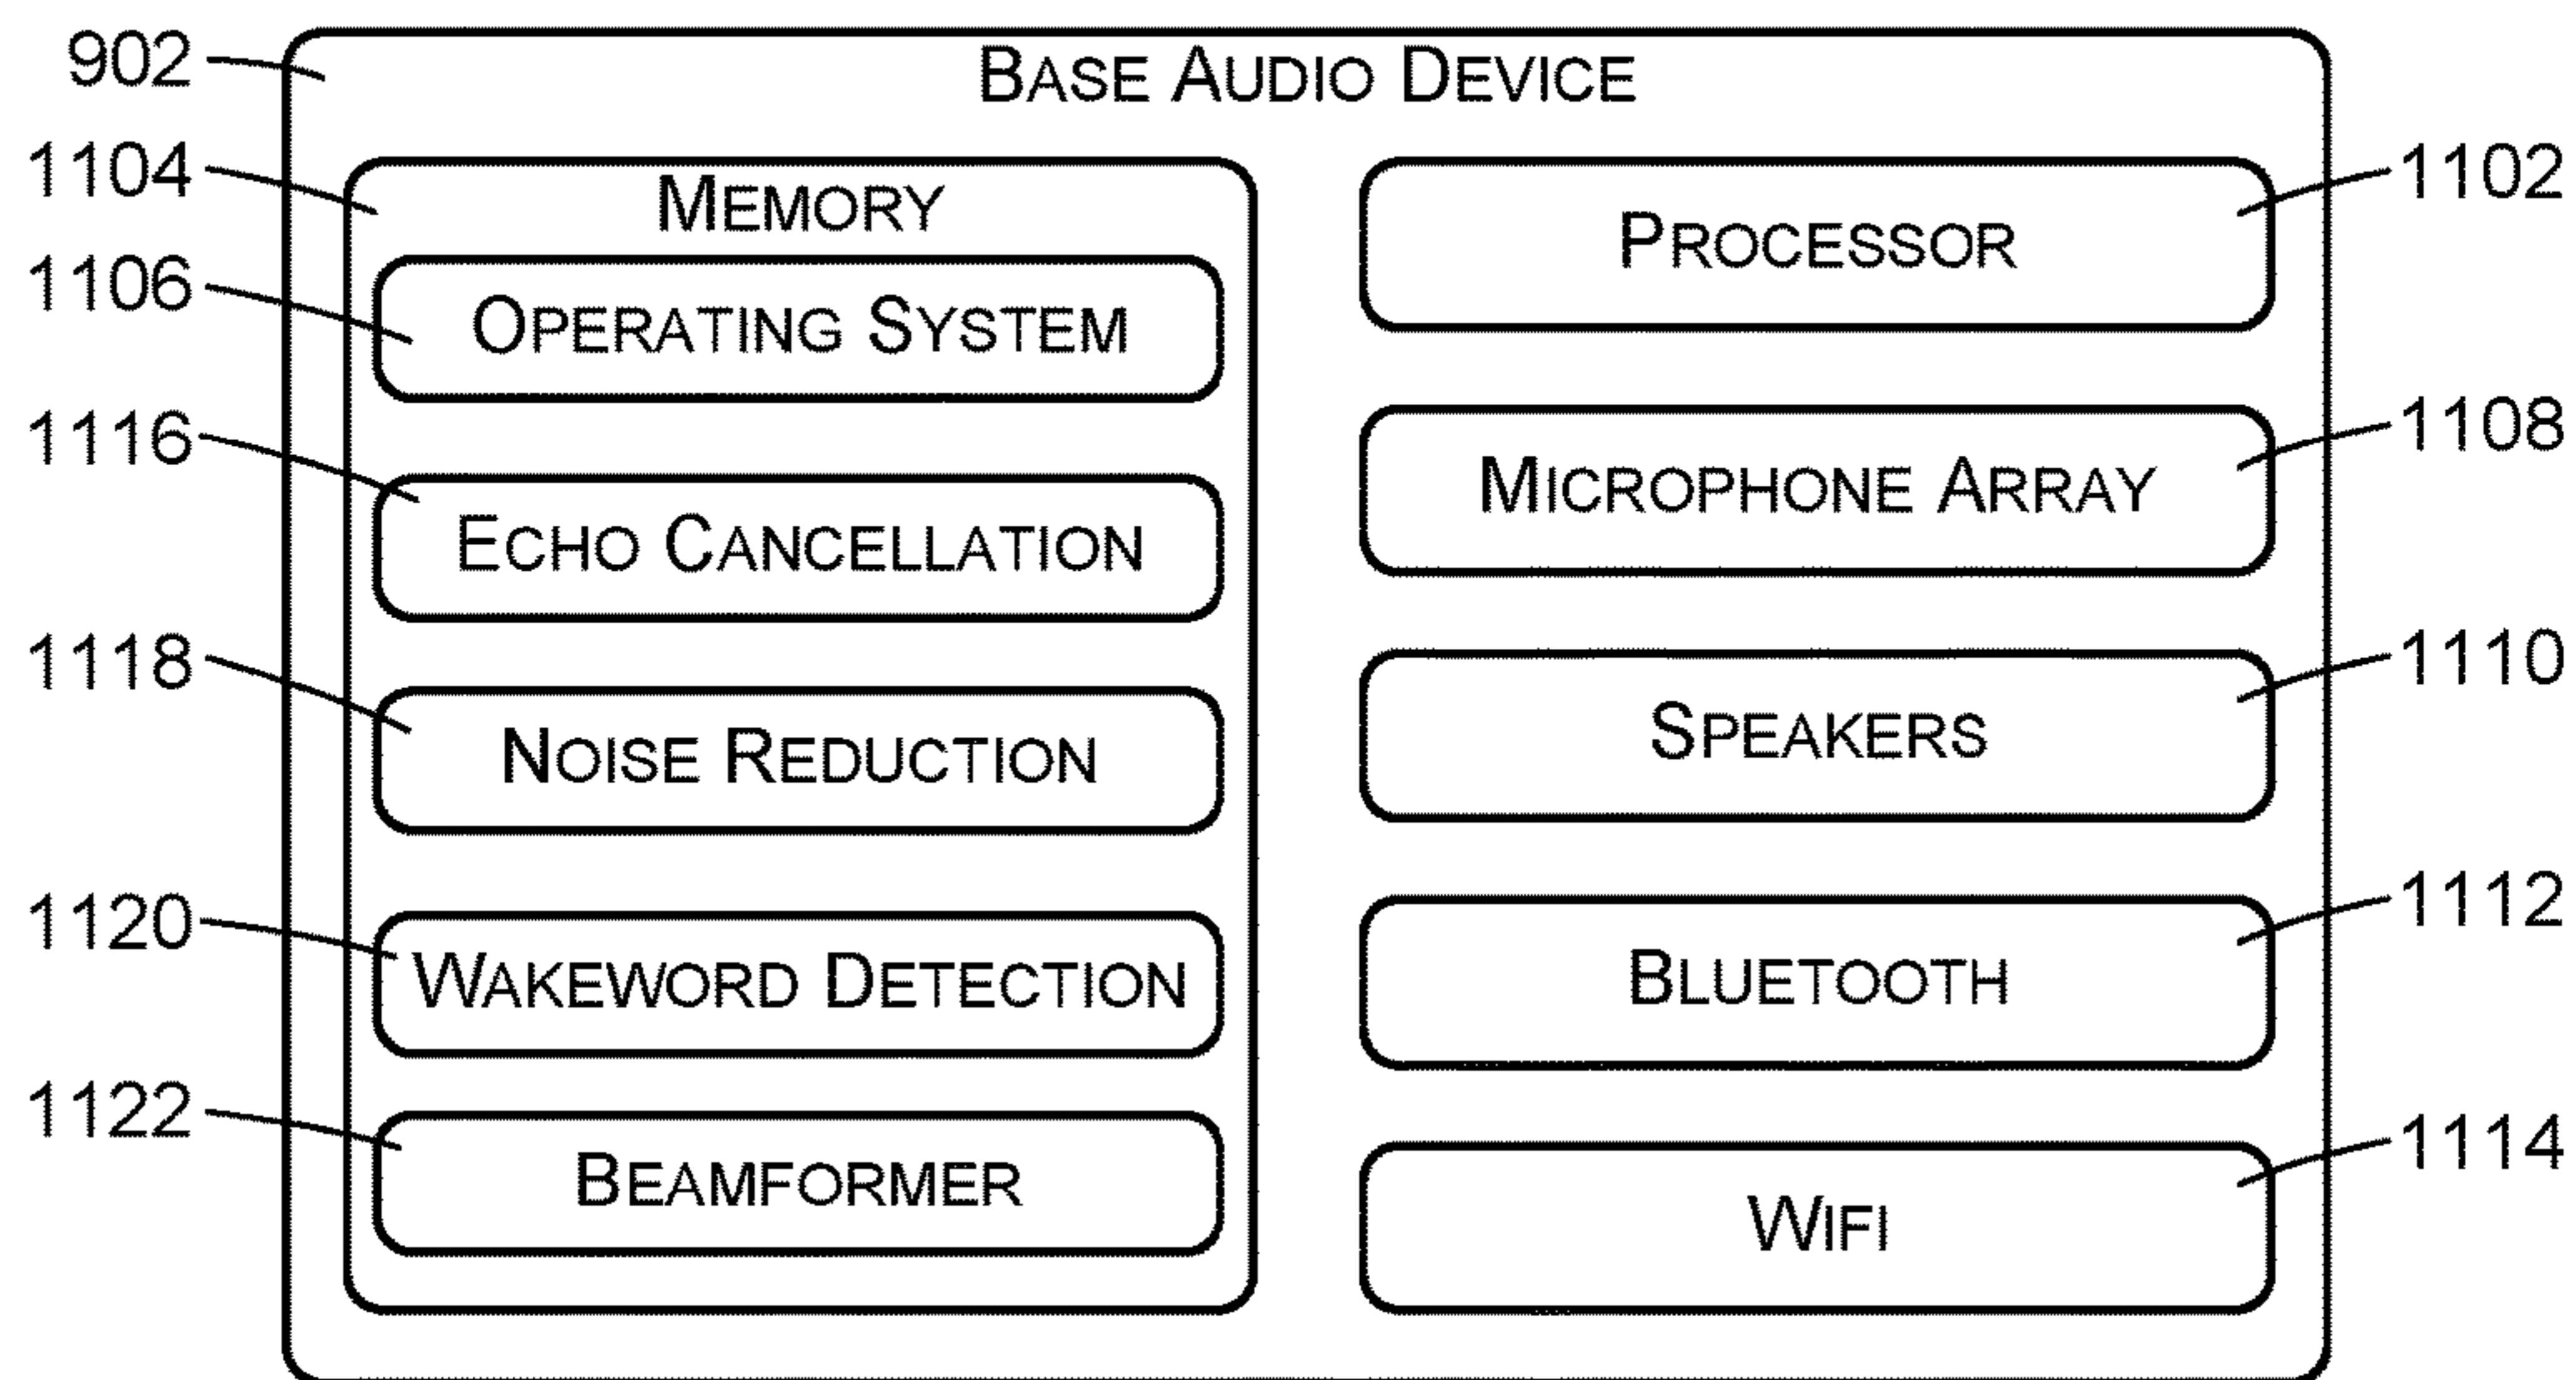 902
BASE AUDIO DEVICE
1104
MEMORY
1106
OPERATING SYSTEM
1116
ECHO CANCELLATION
1118
NOISE REDUCTION
1120
WAKEWORD DETECTION
1122
BEAMFORMER
PROCESSOR
1102
MICROPHONE ARRAY
1108
SPEAKERS
1110
BLUETOOTH
1112
WIFI
1114